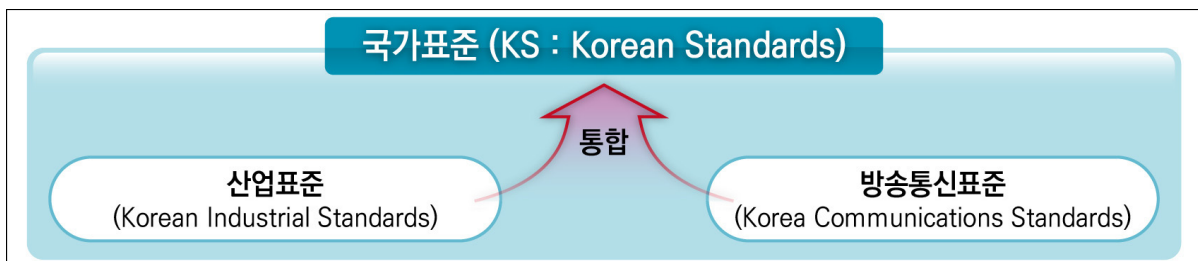 국가표준 (KS : Korean Standards)
통합
산업표준
(Korean Industrial Standards)
방송통신표준
(Korea Communications Standards)